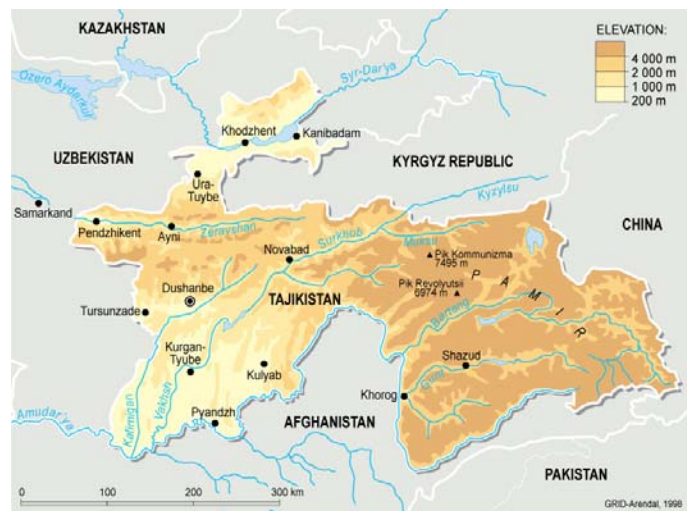 KAZAKHSTAN
ELEVATION:
4 000 m
2 000 m
1 000 m
200 m
Ozero Aydarkul
Syr-Dar'ya
Khodzhent
Kanibadam
UZBEKISTAN
KYRGYZ REPUBLIC
Ura-
Tuybe
Kyzylsu
Samarkand
Pendzhikent
Ayni
Zeravshan
Surkhob
Muksu
CHINA
Novabad
Pik Kommunizma
7495 m
Dushanbe
TAJIKISTAN
Pik Revolyutsii
6974 m
PAMIR
Tursunzade
Bartang
Kurgan-
Tyube
Kulyab
Shazud
Gunt
Khorog
Kafirnigan
Vakhsh
Amudar'ya
Pyandzh
AFGHANISTAN
PAKISTAN
0 100 200 300 km
GRID-Arendal, 1998